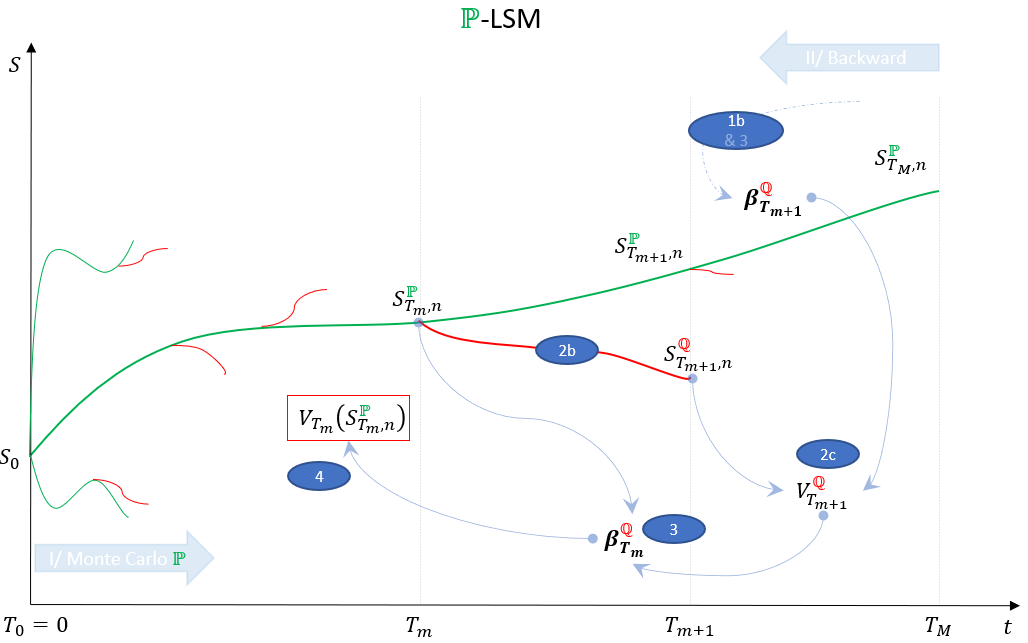 ℙ-LSM
S
II/ Backward
1b
& 3
S^ℙ_{T_M,n}
β^ℚ_{T_{m+1}}
S^ℙ_{T_{m+1},n}
S^ℙ_{T_m,n}
2b
S^ℚ_{T_{m+1},n}
V_{T_m}(S^ℙ_{T_m,n})
S_0
4
2c
V^ℚ_{T_{m+1}}
β^ℚ_{T_m}
3
I/ Monte Carlo ℙ
T_0 = 0
T_m
T_{m+1}
T_M
t